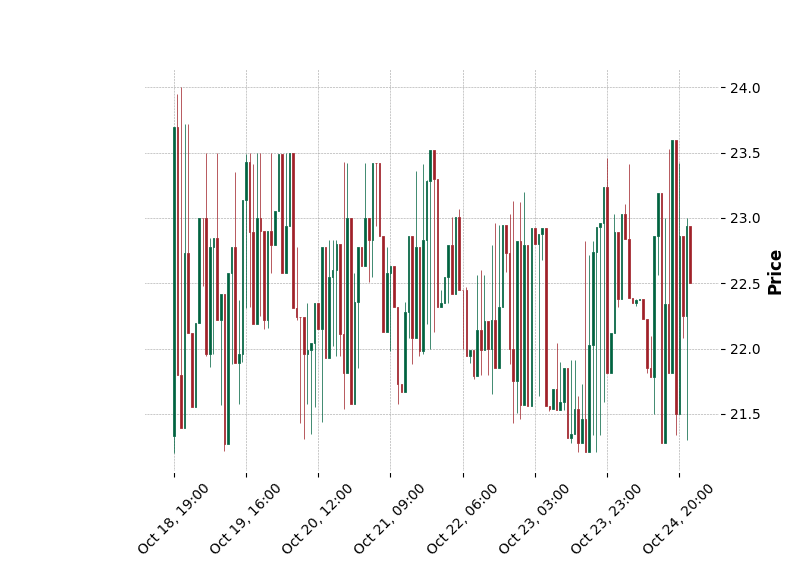 24.0
23.5
23.0
22.5
22.0
21.5
Price
Oct 18, 19:00
Oct 19, 16:00
Oct 20, 12:00
Oct 21, 09:00
Oct 22, 06:00
Oct 23, 03:00
Oct 23, 23:00
Oct 24, 20:00